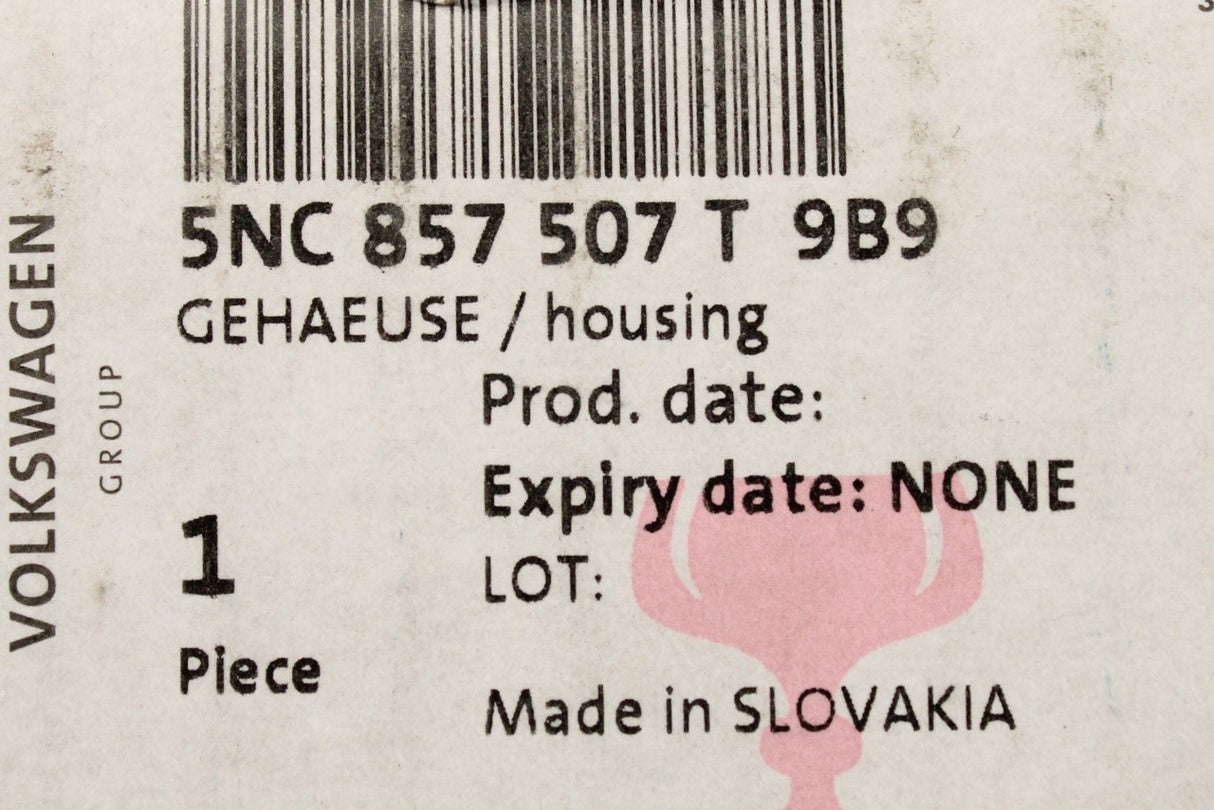 5NC 857 507 T 9B9
GEHAEUSE / housing
Prod. date:
Expiry date: NONE
LOT:
1
Piece
Made in SLOVAKIA
VOLKSWAGEN
GROUP